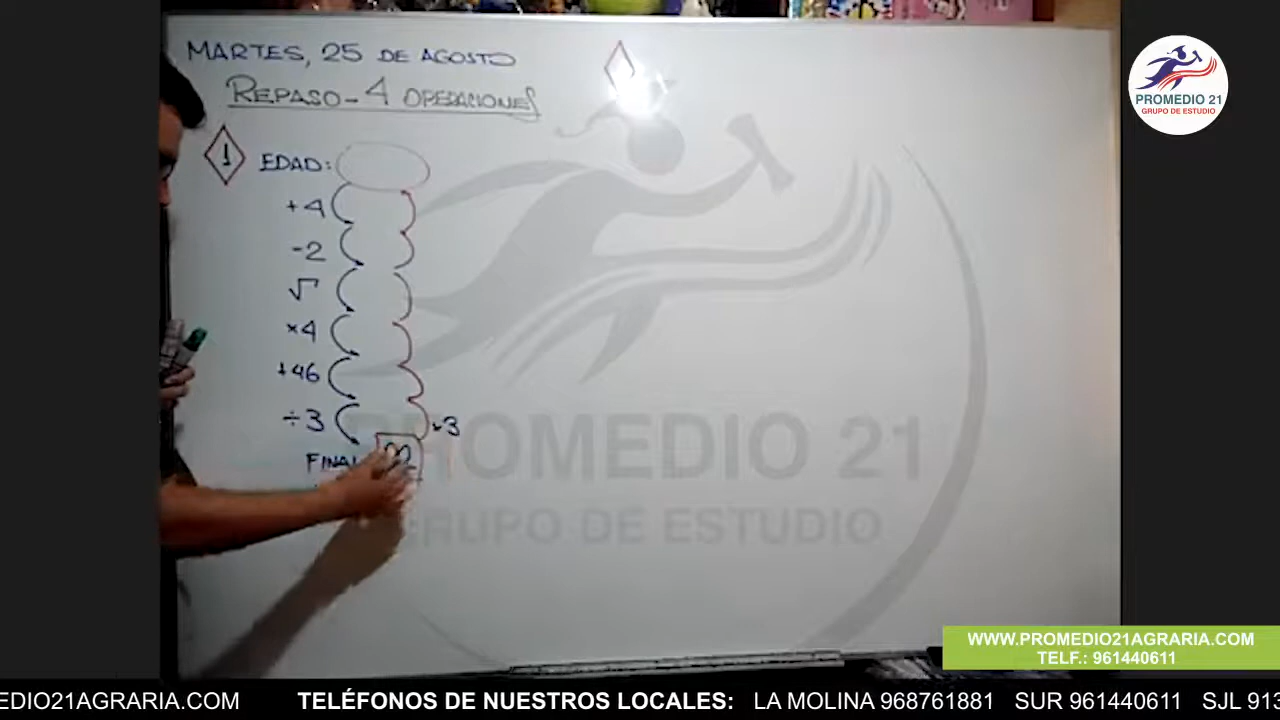 MARTES, 25 DE AGOSTO
REPASO - 4 OPERACIONES
1 EDAD:
+4
-2
√
×4
+46
÷3
×3
FINAL
PROMEDIO 21
GRUPO DE ESTUDIO
PROMEDIO 21
GRUPO DE ESTUDIO
WWW.PROMEDIO21AGRARIA.COM
TELF.: 961440611
EDIO21AGRARIA.COM TELÉFONOS DE NUESTROS LOCALES: LA MOLINA 968761881 SUR 961440611 SJL 913